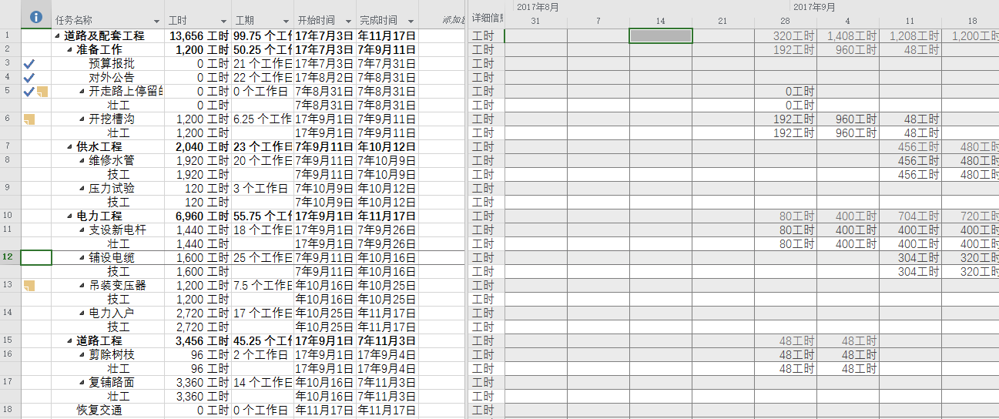 2017年8月 2017年9月
任务名称 工时 工期 开始时间 完成时间 详细信息 31 7 14 21 28 4 11 18
1 道路及配套工程 13,656 工时 99.75 个工 17年7月3日 年11月17日 工时 320工时 1,408工时 1,208工时 1,200工时
2 准备工作 1,200 工时 50.25 个工 17年7月3日 7年9月11日 工时 192工时 960工时 48工时
3 预算报批 0 工时 21 个工作日 17年7月3日 7年7月31日 工时
4 对外公告 0 工时 22 个工作日 17年8月2日 7年8月31日 工时
5 开走路上停留的 0 工时 0 个工作日 7年8月31日 7年8月31日 工时 0工时
壮工 0 工时 7年8月31日 7年8月31日 工时 0工时
6 开挖槽沟 1,200 工时 6.25 个工作 17年9月1日 7年9月11日 工时 192工时 960工时 48工时
壮工 1,200 工时 17年9月1日 7年9月11日 工时 192工时 960工时 48工时
7 供水工程 2,040 工时 23 个工作日 7年9月11日 年10月12日 工时 456工时 480工时
8 维修水管 1,920 工时 20 个工作日 7年9月11日 7年10月9日 工时 456工时 480工时
技工 1,920 工时 7年9月11日 7年10月9日 工时 456工时 480工时
9 压力试验 120 工时 3 个工作日 7年10月9日 年10月12日 工时
技工 120 工时 7年10月9日 年10月12日 工时
10 电力工程 6,960 工时 55.75 个工 17年9月1日 年11月17日 工时 80工时 400工时 704工时 720工时
11 支设新电杆 1,440 工时 18 个工作日 17年9月1日 7年9月26日 工时 80工时 400工时 400工时 400工时
壮工 1,440 工时 17年9月1日 7年9月26日 工时 80工时 400工时 400工时 400工时
12 铺设电缆 1,600 工时 25 个工作日 7年9月11日 年10月16日 工时 304工时 320工时
技工 1,600 工时 7年9月11日 年10月16日 工时 304工时 320工时
13 吊装变压器 1,200 工时 7.5 个工作日 年10月16日 年10月25日 工时
技工 1,200 工时 年10月16日 年10月25日 工时
14 电力入户 2,720 工时 17 个工作日 年10月25日 年11月17日 工时
技工 2,720 工时 年10月25日 年11月17日 工时
15 道路工程 3,456 工时 45.25 个工 17年9月1日 7年11月3日 工时 48工时 48工时
16 剪除树枝 96 工时 2 个工作日 17年9月1日 17年9月4日 工时 48工时 48工时
壮工 96 工时 17年9月1日 17年9月4日 工时 48工时 48工时
17 复铺路面 3,360 工时 14 个工作日 年10月16日 7年11月3日 工时
壮工 3,360 工时 年10月16日 7年11月3日 工时
18 恢复交通 0 工时 0 个工作日 年11月17日 年11月17日 工时